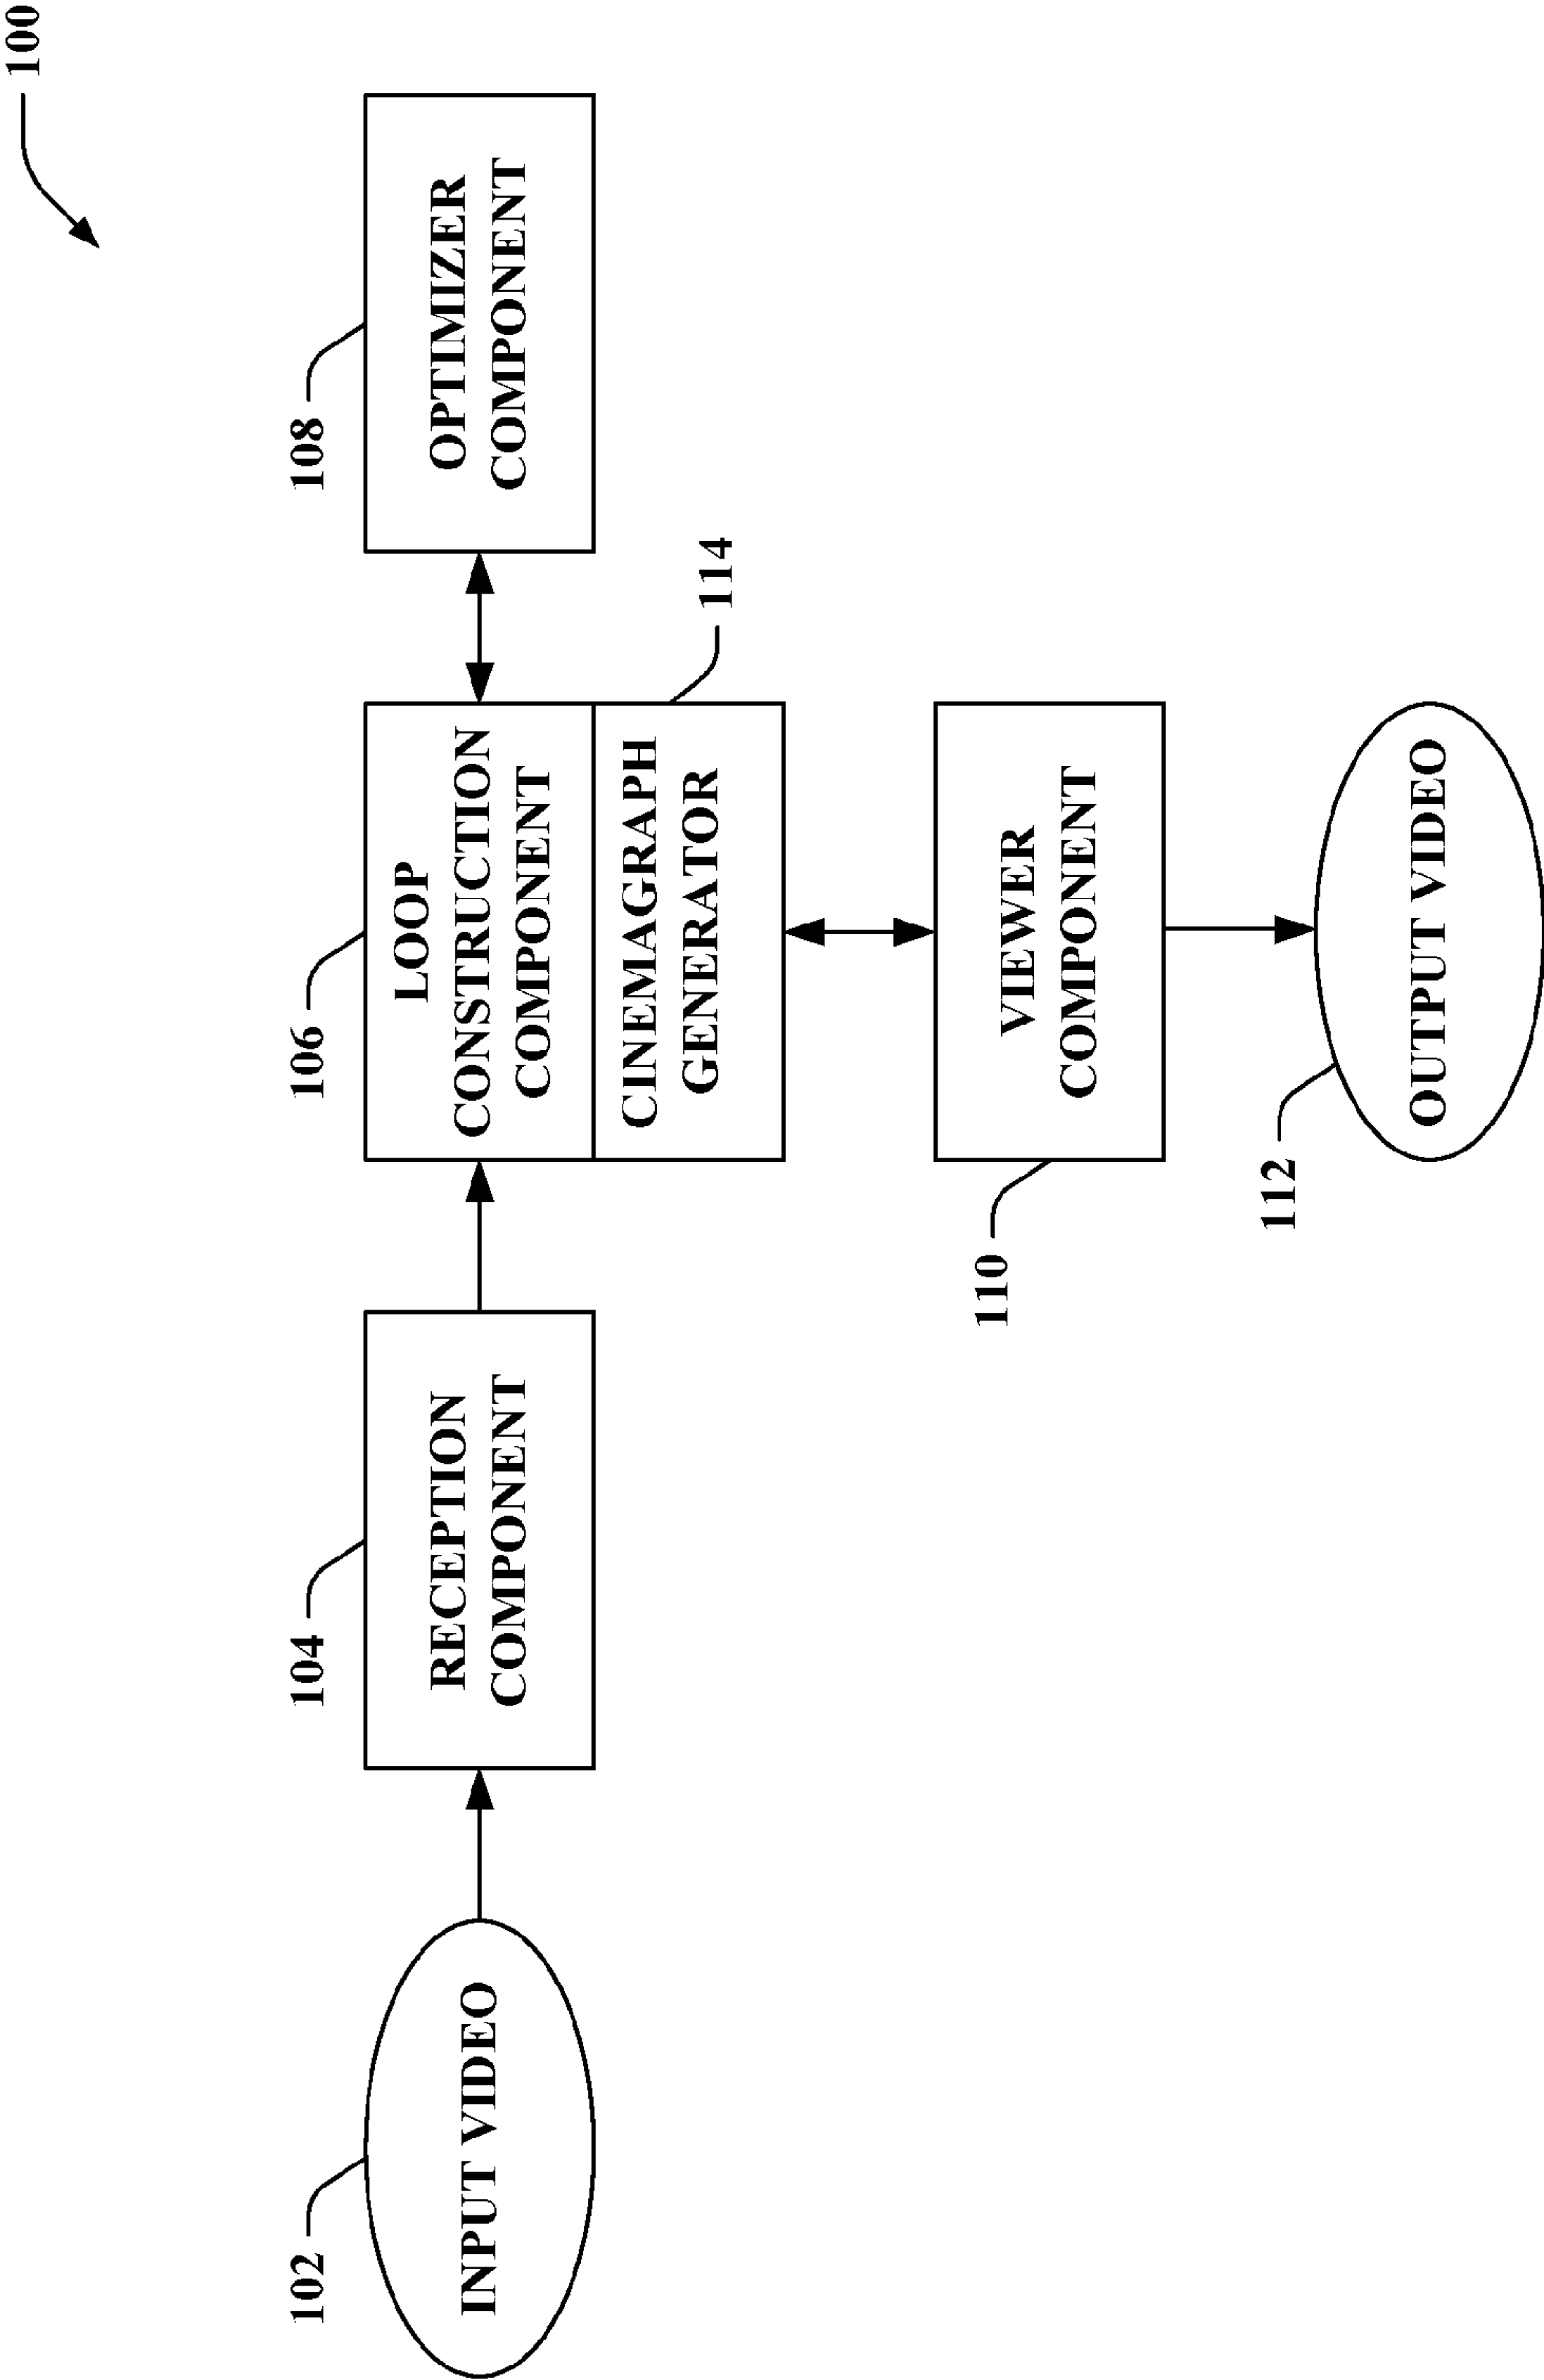 100
102
INPUT VIDEO
104
RECEPTION
COMPONENT
106
LOOP
CONSTRUCTION
COMPONENT
CINEMAGRAPH
GENERATOR
114
108
OPTIMIZER
COMPONENT
110
VIEWER
COMPONENT
112
OUTPUT VIDEO